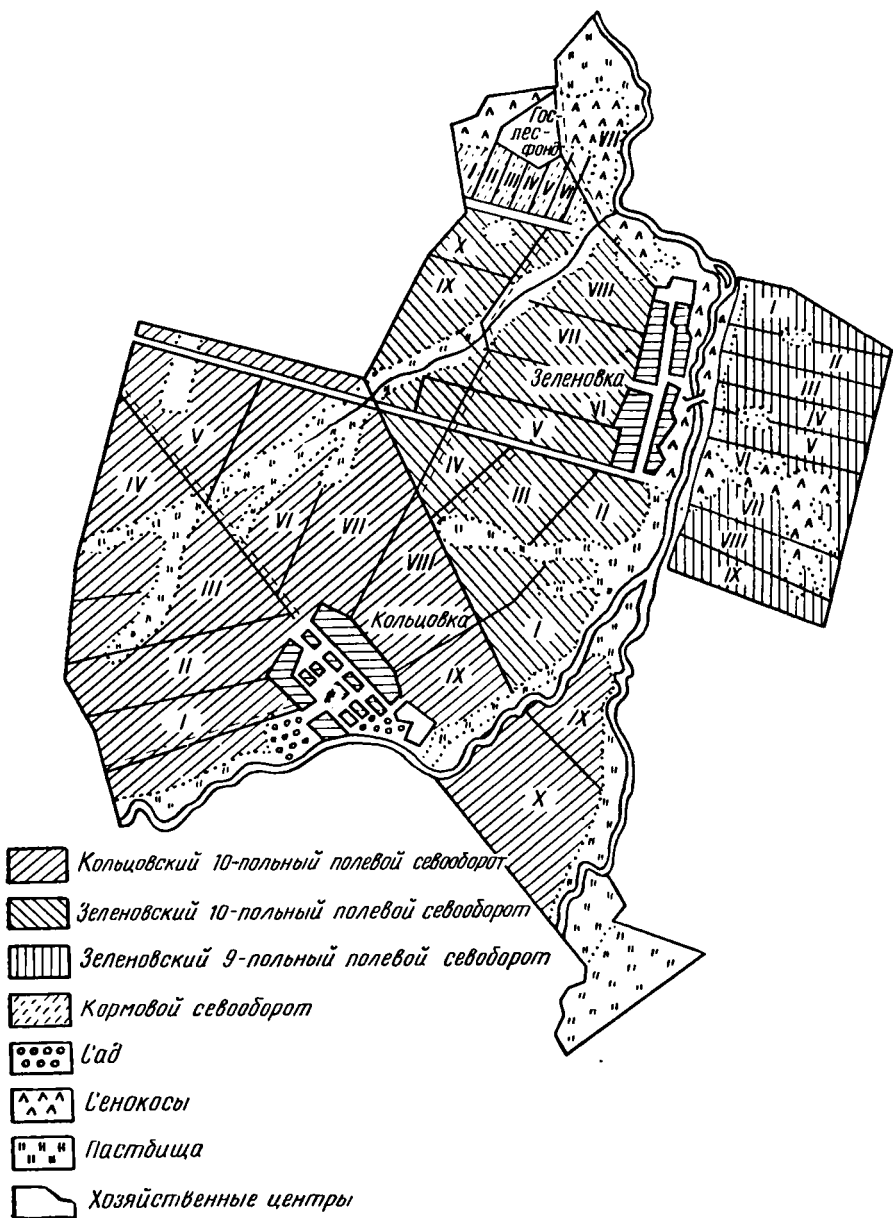 Гос-
лес-
фонд
VII
I II III IV V VI
X
IX
VIII
VII
Зеленовка
VI
V
IV
III
II
I
I
II
III
IV
V
VI
VII
VIII
IX
V
IV
VI
VII
III
VIII
Кольцовка
II
IX
I
IX
X
Кольцовский 10-польный полевой севооборот
Зеленовский 10-польный полевой севооборот
Зеленовский 9-польный полевой севоборот
Кормовой севооборот
Сад
Сенокосы
Пастбища
Хозяйственные центры